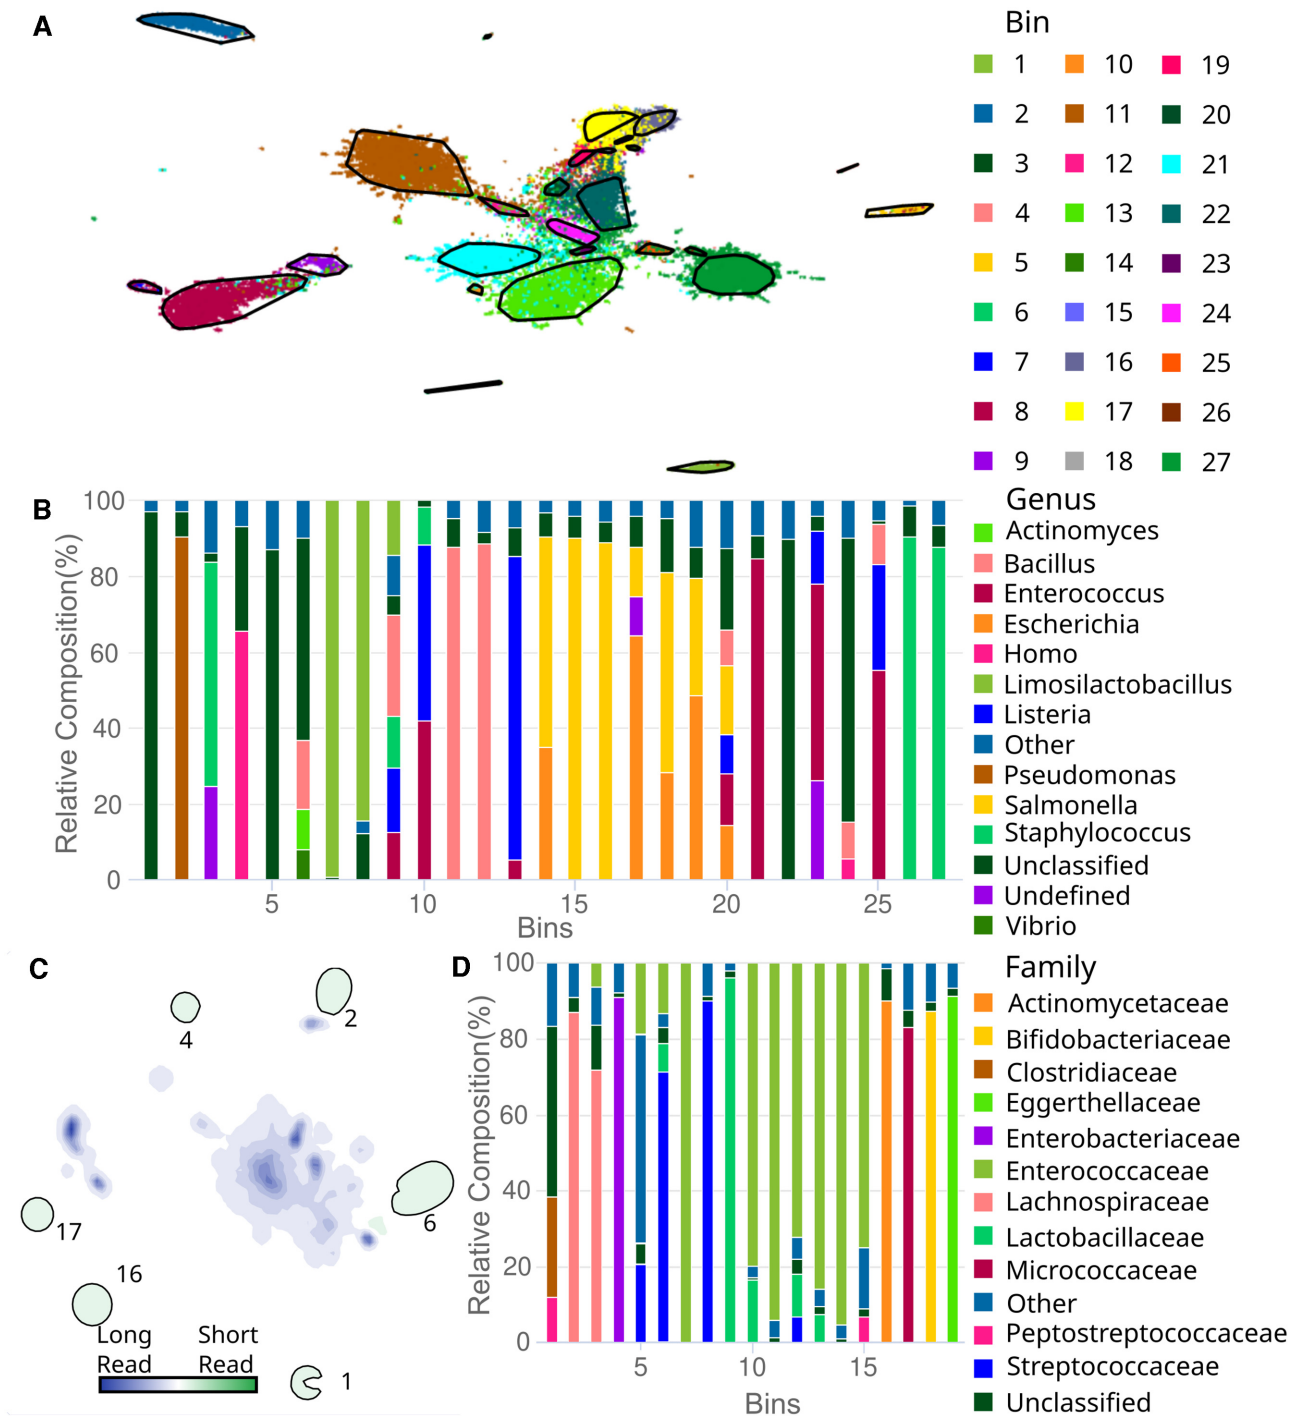 A
Bin
1 10 19
2 11 20
3 12 21
4 13 22
5 14 23
6 15 24
7 16 25
8 17 26
9 18 27
B
Relative Composition(%)
100
80
60
40
20
0
5 10 15 20 25
Bins
Genus
Actinomyces
Bacillus
Enterococcus
Escherichia
Homo
Limosilactobacillus
Listeria
Other
Pseudomonas
Salmonella
Staphylococcus
Unclassified
Undefined
Vibrio
C
4
2
17
6
16
1
Long Read
Short Read
D
Relative Composition(%)
100
80
60
40
20
0
5 10 15
Bins
Family
Actinomycetaceae
Bifidobacteriaceae
Clostridiaceae
Eggerthellaceae
Enterobacteriaceae
Enterococcaceae
Lachnospiraceae
Lactobacillaceae
Micrococcaceae
Other
Peptostreptococcaceae
Streptococcaceae
Unclassified